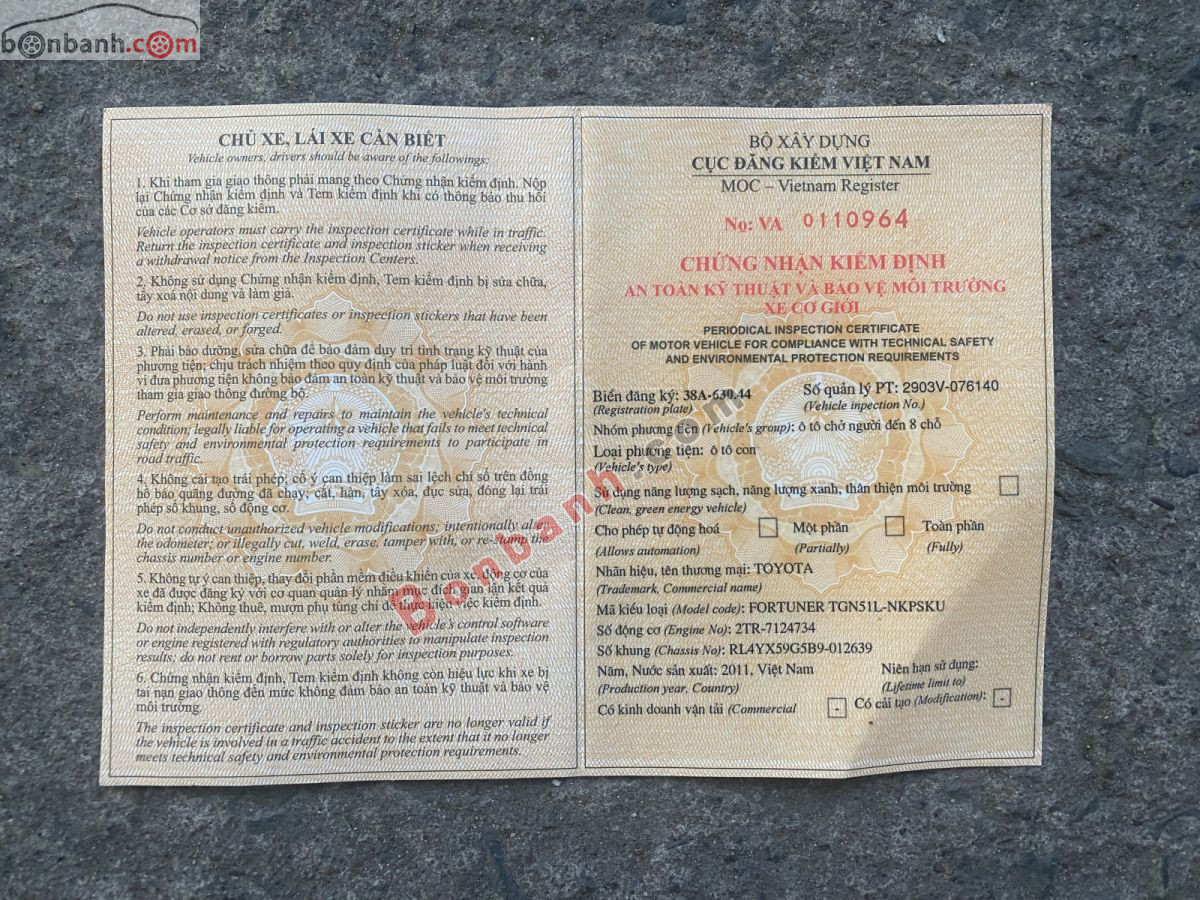 bonbanh.com
CHỦ XE, LÁI XE CẦN BIẾT
Vehicle owners, drivers should be aware of the followings:
1. Khi tham gia giao thông phải mang theo Chứng nhận kiểm định. Nộp
lại Chứng nhận kiểm định và Tem kiểm định khi có thông báo thu hồi
của các Cơ sở đăng kiểm.
Vehicle operators must carry the inspection certificate while in traffic.
Return the inspection certificate and inspection sticker when receiving
a withdrawal notice from the Inspection Centers.
2. Không sử dụng Chứng nhận kiểm định, Tem kiểm định bị sửa chữa,
tẩy xoá nội dung và làm giả.
Do not use inspection certificates or inspection stickers that have been
altered, erased, or forged.
3. Phải bảo dưỡng, sửa chữa để bảo đảm duy trì tình trạng kỹ thuật của
phương tiện; chịu trách nhiệm theo quy định của pháp luật đối với hành
vi đưa phương tiện không bảo đảm an toàn kỹ thuật và bảo vệ môi trường
tham gia giao thông đường bộ.
Perform maintenance and repairs to maintain the vehicle's technical
condition; legally liable for operating a vehicle that fails to meet technical
safety and environmental protection requirements to participate in
road traffic.
4. Không cải tạo trái phép; cố ý can thiệp làm sai lệch chỉ số trên đồng
hồ báo quãng đường đã chạy; cắt, hàn, tẩy xóa, đục sửa, đóng lại trái
phép số khung, số động cơ.
Do not conduct unauthorized vehicle modifications; intentionally alter
the odometer; or illegally cut, weld, erase, tamper with, or re-stamp the
chassis number or engine number.
5. Không tự ý can thiệp, thay đổi phần mềm điều khiển của xe, động cơ của
xe đã được đăng ký với cơ quan quản lý nhằm mục đích gian lận kết quả
kiểm định; Không thuê, mượn phụ tùng chỉ để thực hiện việc kiểm định.
Do not independently interfere with or alter the vehicle's control software
or engine registered with regulatory authorities to manipulate inspection
results; do not rent or borrow parts solely for inspection purposes.
6. Chứng nhận kiểm định, Tem kiểm định không còn hiệu lực khi xe bị
tai nạn giao thông đến mức không đảm bảo an toàn kỹ thuật và bảo vệ
môi trường.
The inspection certificate and inspection sticker are no longer valid if
the vehicle is involved in a traffic accident to the extent that it no longer
meets technical safety and environmental protection requirements.
BỘ XÂY DỰNG
CỤC ĐĂNG KIỂM VIỆT NAM
MOC – Vietnam Register
No: VA 0110964
CHỨNG NHẬN KIỂM ĐỊNH
AN TOÀN KỸ THUẬT VÀ BẢO VỆ MÔI TRƯỜNG
XE CƠ GIỚI
PERIODICAL INSPECTION CERTIFICATE
OF MOTOR VEHICLE FOR COMPLIANCE WITH TECHNICAL SAFETY
AND ENVIRONMENTAL PROTECTION REQUIREMENTS
Biển đăng ký: 38A-630.44 Số quản lý PT: 2903V-076140
(Registration plate) (Vehicle inpection No.)
Nhóm phương tiện (Vehicle's group): ô tô chở người đến 8 chỗ
Loại phương tiện: ô tô con
(Vehicle's type)
Sử dụng năng lượng sạch, năng lượng xanh, thân thiện môi trường
(Clean, green energy vehicle)
Cho phép tự động hoá Một phần Toàn phần
(Allows automation) (Partially) (Fully)
Nhãn hiệu, tên thương mại: TOYOTA
(Trademark, Commercial name)
Mã kiểu loại (Model code): FORTUNER TGN51L-NKPSKU
Số động cơ (Engine No): 2TR-7124734
Số khung (Chassis No): RL4YX59G5B9-012639
Năm, Nước sản xuất: 2011, Việt Nam Niên hạn sử dụng:
(Production year, Country) (Lifetime limit to)
Có kinh doanh vận tải (Commercial - Có cải tạo (Modification): -
Bonbanh.com